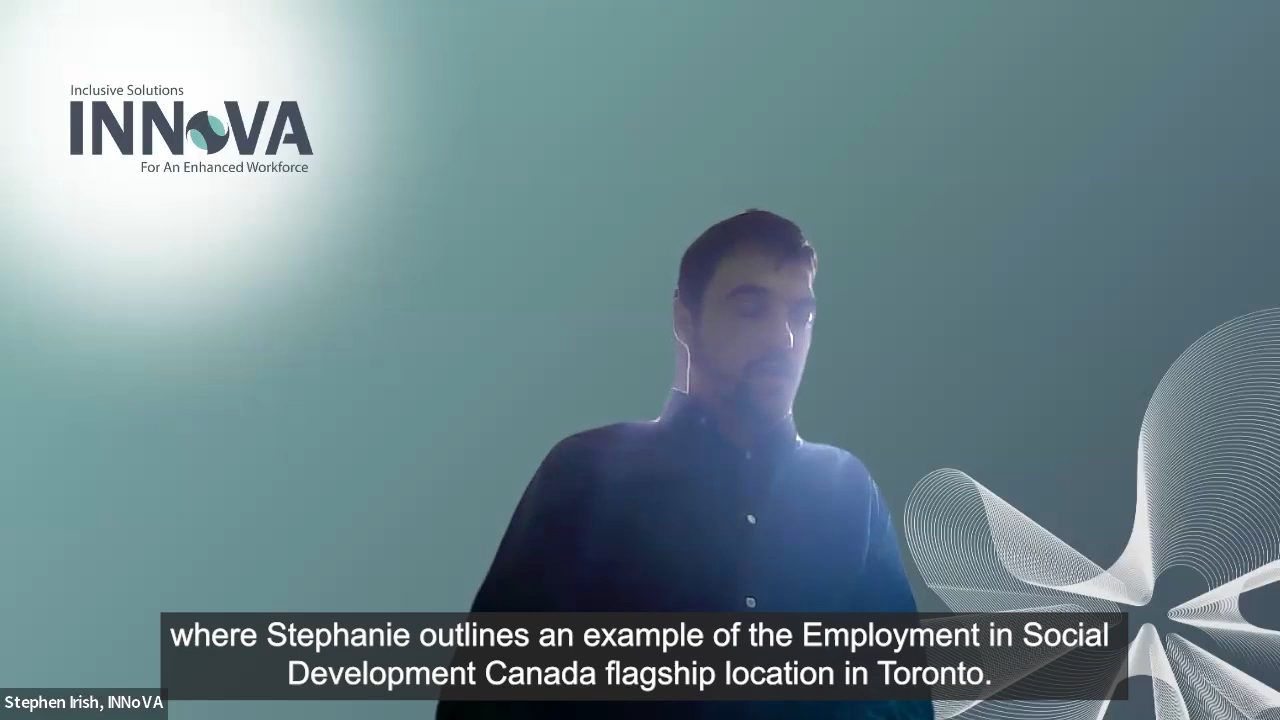 Inclusive Solutions
INNoVA
For An Enhanced Workforce
where Stephanie outlines an example of the Employment in Social
Development Canada flagship location in Toronto.
Stephen Irish, INNoVA